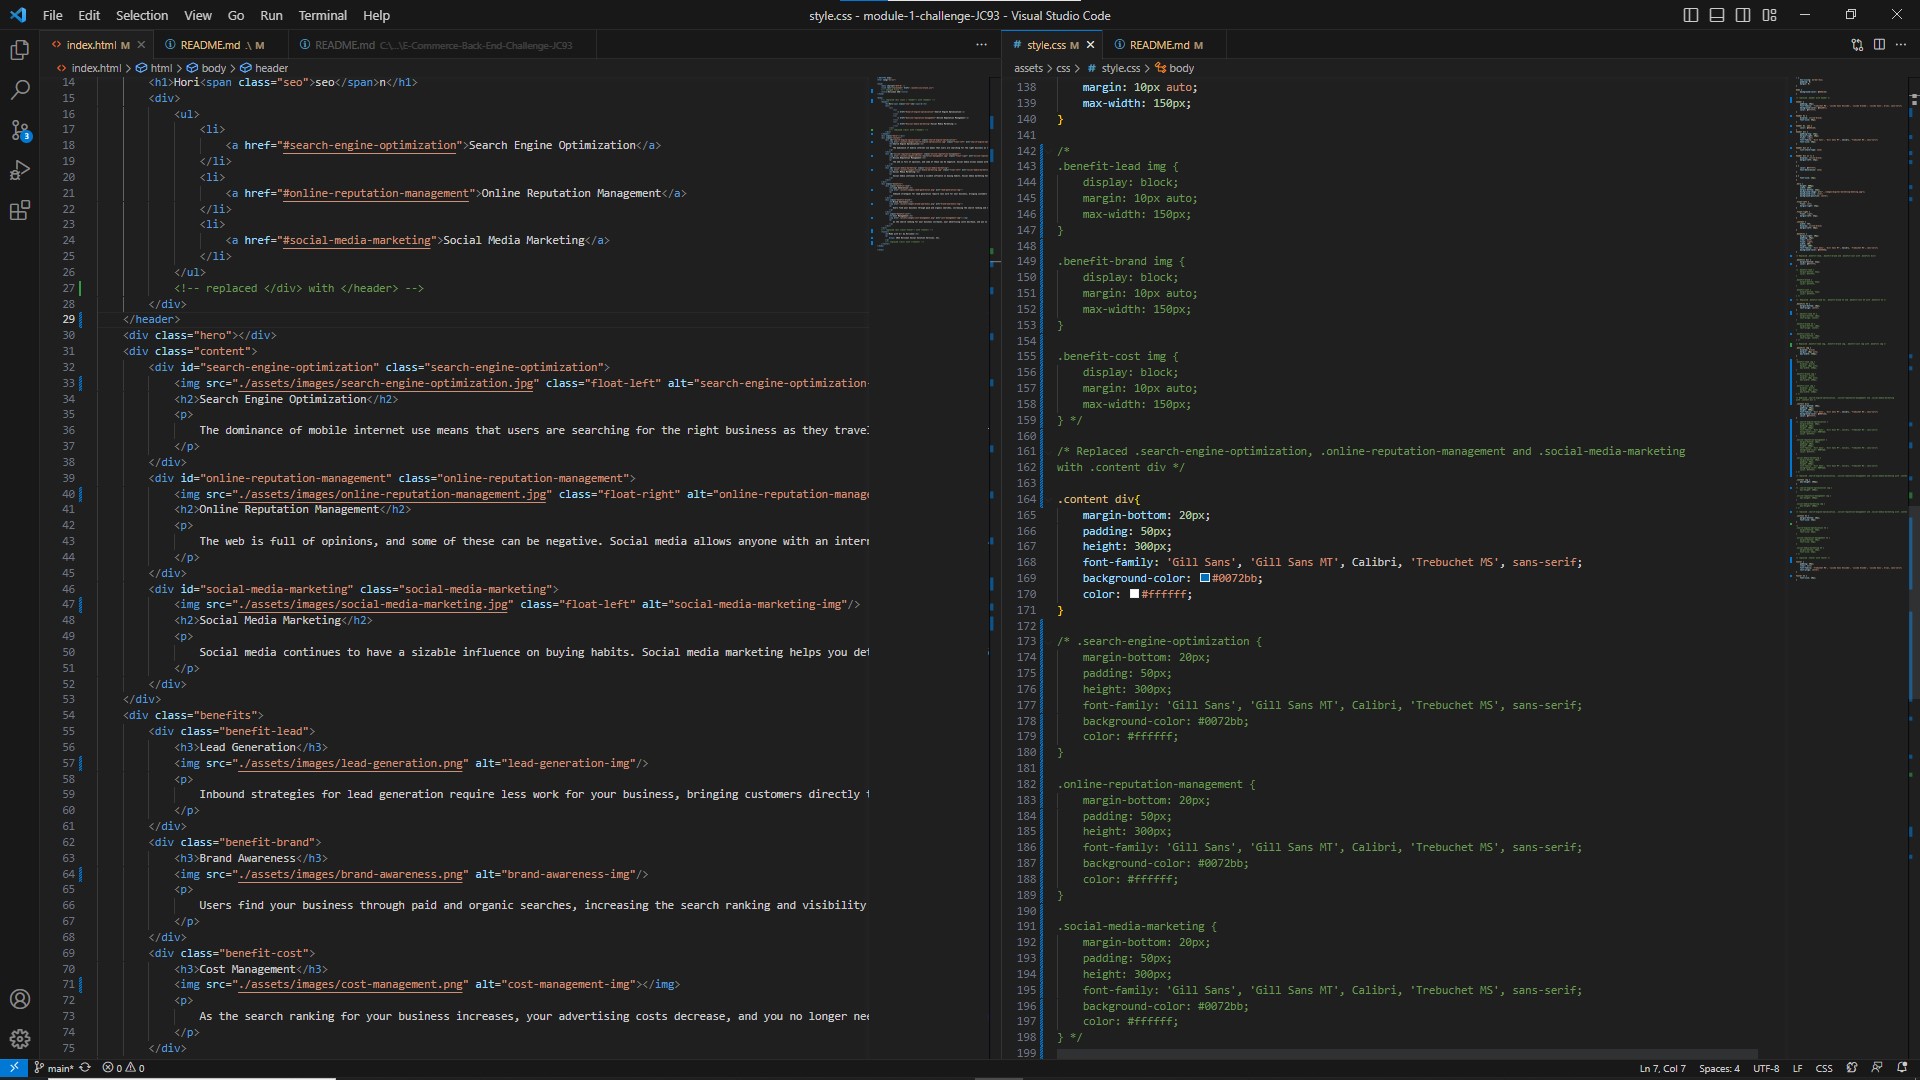 File Edit Selection View Go Run Terminal Help
style.css - module-1-challenge-JC93 - Visual Studio Code
index.html M
README.md .\ M
README.md C:\...\E-Commerce-Back-End-Challenge-JC93
index.html > html > body > header
14 <h1>Hori<span class="seo">seo</span>n</h1>
15 <div>
16 <ul>
17 <li>
18 <a href="#search-engine-optimization">Search Engine Optimization</a>
19 </li>
20 <li>
21 <a href="#online-reputation-management">Online Reputation Management</a>
22 </li>
23 <li>
24 <a href="#social-media-marketing">Social Media Marketing</a>
25 </li>
26 </ul>
27 <!-- replaced </div> with </header> -->
28 </div>
29 </header>
30 <div class="hero"></div>
31 <div class="content">
32 <div id="search-engine-optimization" class="search-engine-optimization">
33 <img src="./assets/images/search-engine-optimization.jpg" class="float-left" alt="search-engine-optimization-
34 <h2>Search Engine Optimization</h2>
35 <p>
36 The dominance of mobile internet use means that users are searching for the right business as they travel
37 </p>
38 </div>
39 <div id="online-reputation-management" class="online-reputation-management">
40 <img src="./assets/images/online-reputation-management.jpg" class="float-right" alt="online-reputation-manage
41 <h2>Online Reputation Management</h2>
42 <p>
43 The web is full of opinions, and some of these can be negative. Social media allows anyone with an intern
44 </p>
45 </div>
46 <div id="social-media-marketing" class="social-media-marketing">
47 <img src="./assets/images/social-media-marketing.jpg" class="float-left" alt="social-media-marketing-img"/>
48 <h2>Social Media Marketing</h2>
49 <p>
50 Social media continues to have a sizable influence on buying habits. Social media marketing helps you det
51 </p>
52 </div>
53 </div>
54 <div class="benefits">
55 <div class="benefit-lead">
56 <h3>Lead Generation</h3>
57 <img src="./assets/images/lead-generation.png" alt="lead-generation-img"/>
58 <p>
59 Inbound strategies for lead generation require less work for your business, bringing customers directly t
60 </p>
61 </div>
62 <div class="benefit-brand">
63 <h3>Brand Awareness</h3>
64 <img src="./assets/images/brand-awareness.png" alt="brand-awareness-img"/>
65 <p>
66 Users find your business through paid and organic searches, increasing the search ranking and visibility
67 </p>
68 </div>
69 <div class="benefit-cost">
70 <h3>Cost Management</h3>
71 <img src="./assets/images/cost-management.png" alt="cost-management-img"></img>
72 <p>
73 As the search ranking for your business increases, your advertising costs decrease, and you no longer nee
74 </p>
75 </div>
style.css M
README.md M
assets > css > style.css > body
138 margin: 10px auto;
139 max-width: 150px;
140 }
141
142 /*
143 .benefit-lead img {
144 display: block;
145 margin: 10px auto;
146 max-width: 150px;
147 }
148
149 .benefit-brand img {
150 display: block;
151 margin: 10px auto;
152 max-width: 150px;
153 }
154
155 .benefit-cost img {
156 display: block;
157 margin: 10px auto;
158 max-width: 150px;
159 } */
160
161 /* Replaced .search-engine-optimization, .online-reputation-management and .social-media-marketing
162 with .content div */
163
164 .content div{
165 margin-bottom: 20px;
166 padding: 50px;
167 height: 300px;
168 font-family: 'Gill Sans', 'Gill Sans MT', Calibri, 'Trebuchet MS', sans-serif;
169 background-color: #0072bb;
170 color: #ffffff;
171 }
172
173 /* .search-engine-optimization {
174 margin-bottom: 20px;
175 padding: 50px;
176 height: 300px;
177 font-family: 'Gill Sans', 'Gill Sans MT', Calibri, 'Trebuchet MS', sans-serif;
178 background-color: #0072bb;
179 color: #ffffff;
180 }
181
182 .online-reputation-management {
183 margin-bottom: 20px;
184 padding: 50px;
185 height: 300px;
186 font-family: 'Gill Sans', 'Gill Sans MT', Calibri, 'Trebuchet MS', sans-serif;
187 background-color: #0072bb;
188 color: #ffffff;
189 }
190
191 .social-media-marketing {
192 margin-bottom: 20px;
193 padding: 50px;
194 height: 300px;
195 font-family: 'Gill Sans', 'Gill Sans MT', Calibri, 'Trebuchet MS', sans-serif;
196 background-color: #0072bb;
197 color: #ffffff;
198 } */
199
3
main* 0 0
Ln 7, Col 7 Spaces: 4 UTF-8 LF CSS